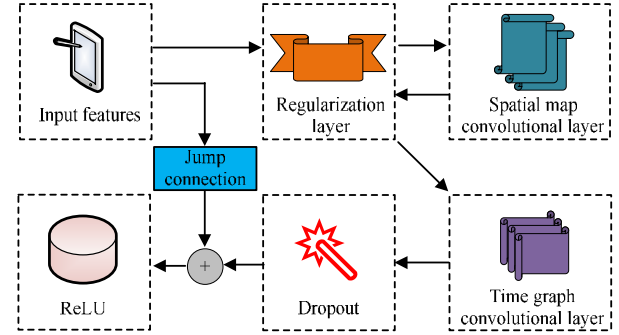 Input features
Regularization
layer
Spatial map
convolutional layer
Jump
connection
ReLU
+
Dropout
Time graph
convolutional layer